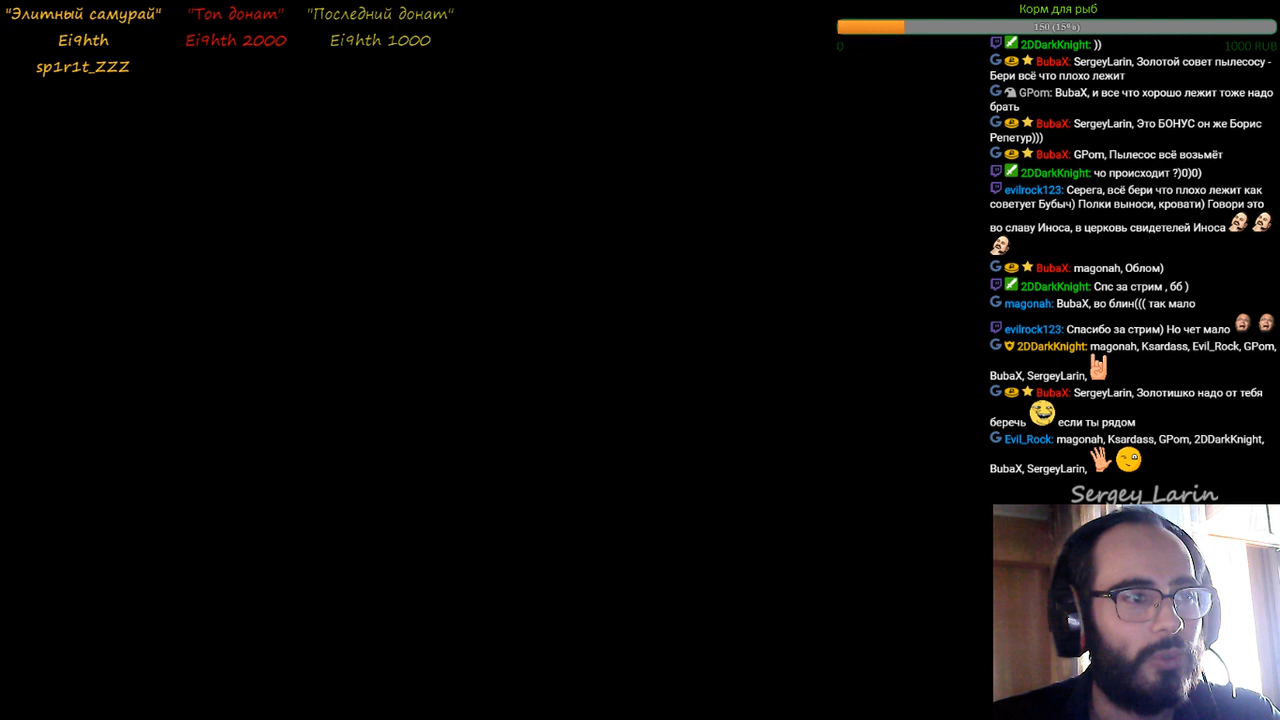 "Элитный самурай"
Ei9hth
sp1r1t_ZZZ
"Топ донат"
Ei9hth 2000
"Последний донат"
Ei9hth 1000
Корм для рыб
150 (15%)
0
1000 RUB
2DDarkKnight: ))
BubaX: SergeyLarin, Золотой совет пылесосу -
Бери всё что плохо лежит
GPom: BubaX, и все что хорошо лежит тоже надо
брать
BubaX: SergeyLarin, Это БОНУС он же Борис
Репетур)))
BubaX: GPom, Пылесос всё возьмёт
2DDarkKnight: чо происходит ?)0)0)
evilrock123: Серега, всё бери что плохо лежит как
советует Бубыч) Полки выноси, кровати) Говори это
во славу Иноса, в церковь свидетелей Иноса
BubaX: magonah, Облом)
2DDarkKnight: Спс за стрим , бб )
magonah: BubaX, во блин((( так мало
evilrock123: Спасибо за стрим) Но чет мало
2DDarkKnight: magonah, Ksardass, Evil_Rock, GPom,
BubaX, SergeyLarin,
BubaX: SergeyLarin, Золотишко надо от тебя
беречь если ты рядом
Evil_Rock: magonah, Ksardass, GPom, 2DDarkKnight,
BubaX, SergeyLarin,
Sergey_Larin